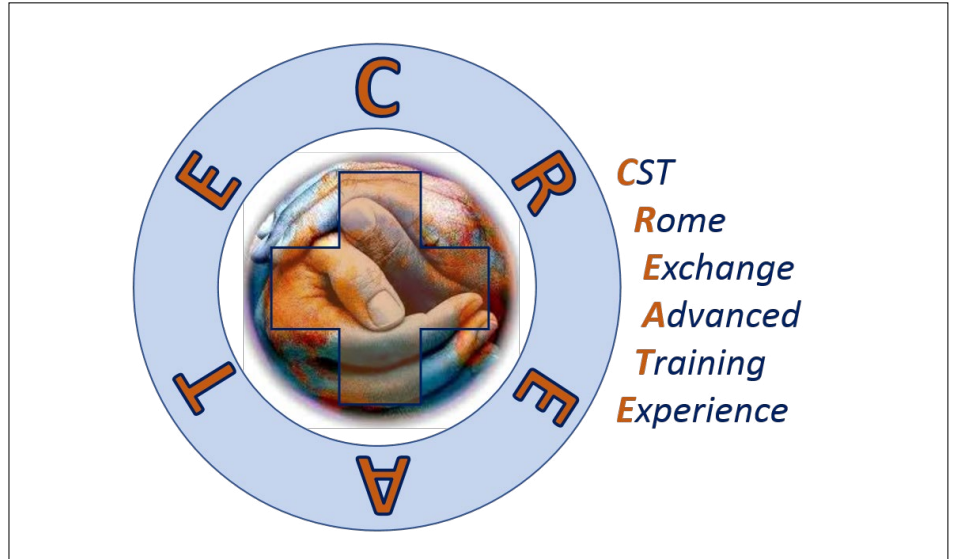 C
R
E
A
T
E
CST
Rome
Exchange
Advanced
Training
Experience